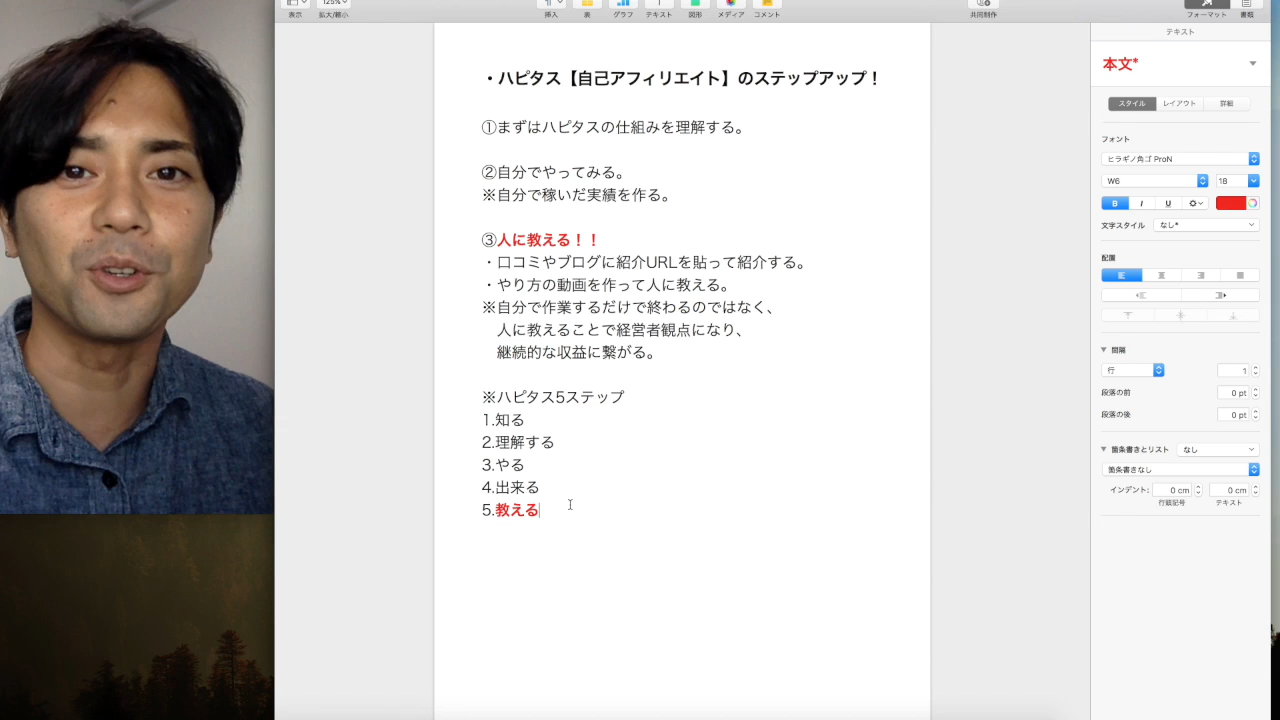 125%
表示
拡大/縮小
挿入
表
グラフ
テキスト
図形
メディア
コメント
共同制作
フォーマット
書類
・ハピタス【自己アフィリエイト】のステップアップ！
①まずはハピタスの仕組みを理解する。
②自分でやってみる。
※自分で稼いだ実績を作る。
③人に教える！！
・口コミやブログに紹介URLを貼って紹介する。
・やり方の動画を作って人に教える。
※自分で作業するだけで終わるのではなく、
人に教えることで経営者観点になり、
継続的な収益に繋がる。
※ハピタス5ステップ
1.知る
2.理解する
3.やる
4.出来る
5.教える
テキスト
本文*
スタイル
レイアウト
詳細
フォント
ヒラギノ角ゴ ProN
W6
18
B
I
U
文字スタイル
なし*
配置
間隔
行
1
段落の前
0 pt
段落の後
0 pt
箇条書きとリスト
なし
箇条書きなし
インデント:
0 cm
0 cm
行頭記号
テキスト